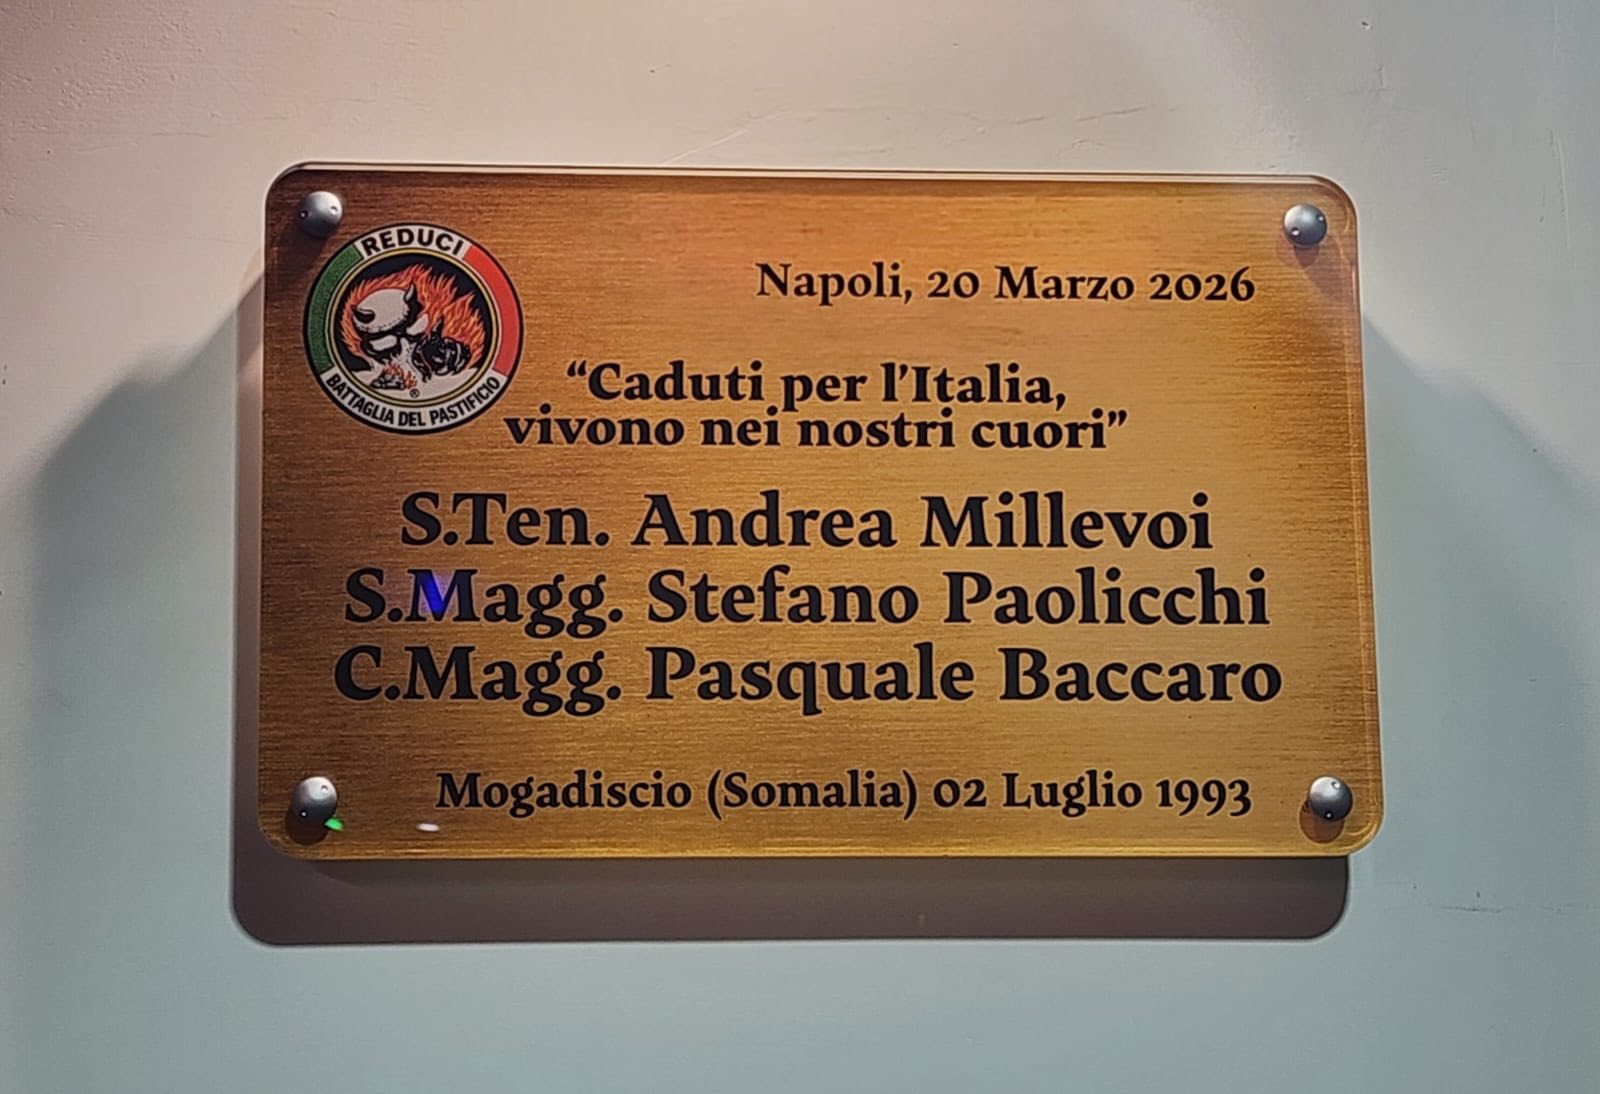 REDUCI
BATTAGLIA DEL PASTIFICIO
®
Napoli, 20 Marzo 2026
“Caduti per l’Italia,
vivono nei nostri cuori”
S.Ten. Andrea Millevoi
S.Magg. Stefano Paolicchi
C.Magg. Pasquale Baccaro
Mogadiscio (Somalia) 02 Luglio 1993